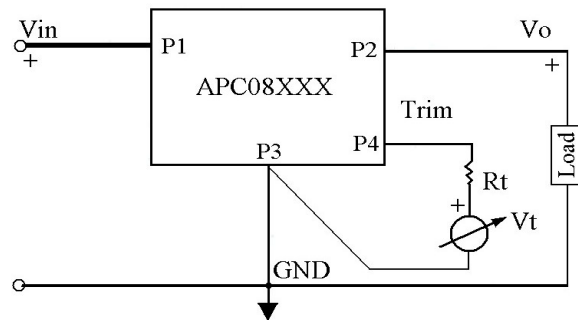 Vin
Vo
+
P1
P2
+
APC08XXX
Trim
P4
P3
Load
Rt
+
Vt
GND